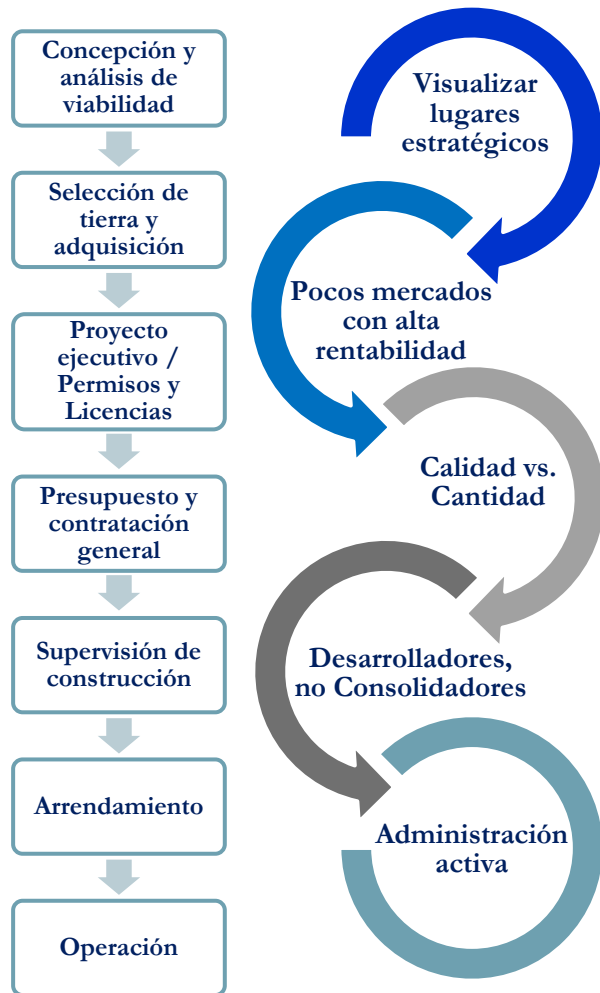 Concepción y
análisis de
viabilidad
Selección de
tierra y
adquisición
Proyecto
ejecutivo /
Permisos y
Licencias
Presupuesto y
contratación
general
Supervisión de
construcción
Arrendamiento
Operación
Visualizar
lugares
estratégicos
Pocos mercados
con alta
rentabilidad
Calidad vs.
Cantidad
Desarrolladores,
no Consolidadores
Administración
activa